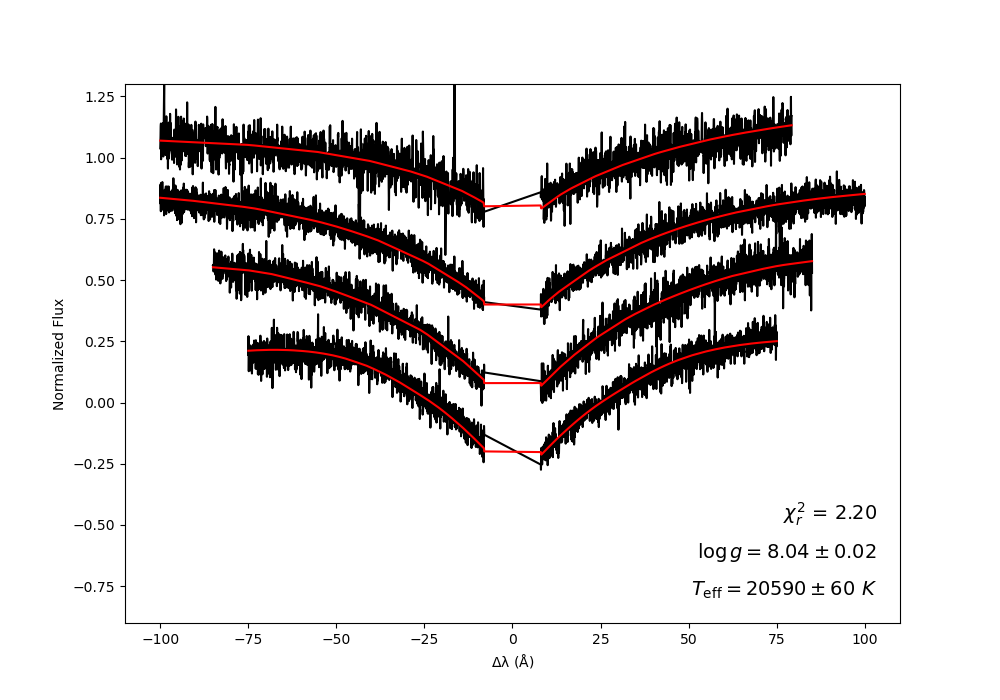 1.25
1.00
0.75
0.50
0.25
0.00
−0.25
−0.50
−0.75
Normalized Flux
χ²ᵣ = 2.20
log g = 8.04 ± 0.02
T_eff = 20590 ± 60 K
−100 −75 −50 −25 0 25 50 75 100
Δλ (Å)